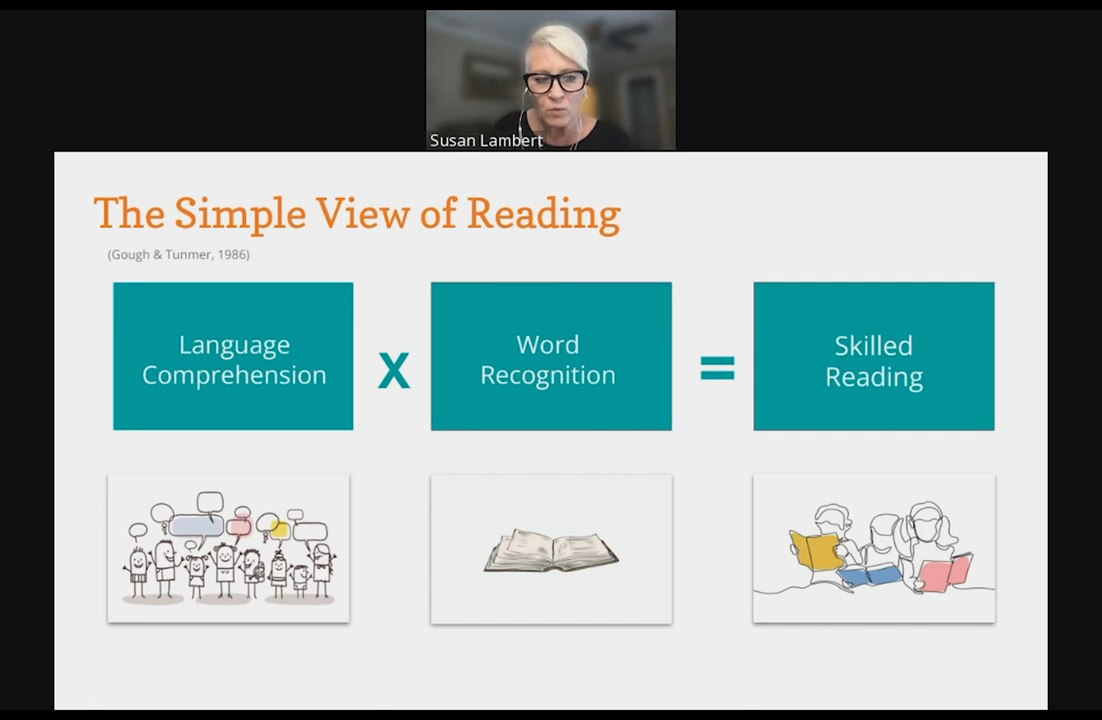 Susan Lambert
The Simple View of Reading
(Gough & Tunmer, 1986)
Language
Comprehension
X
Word
Recognition
=
Skilled
Reading